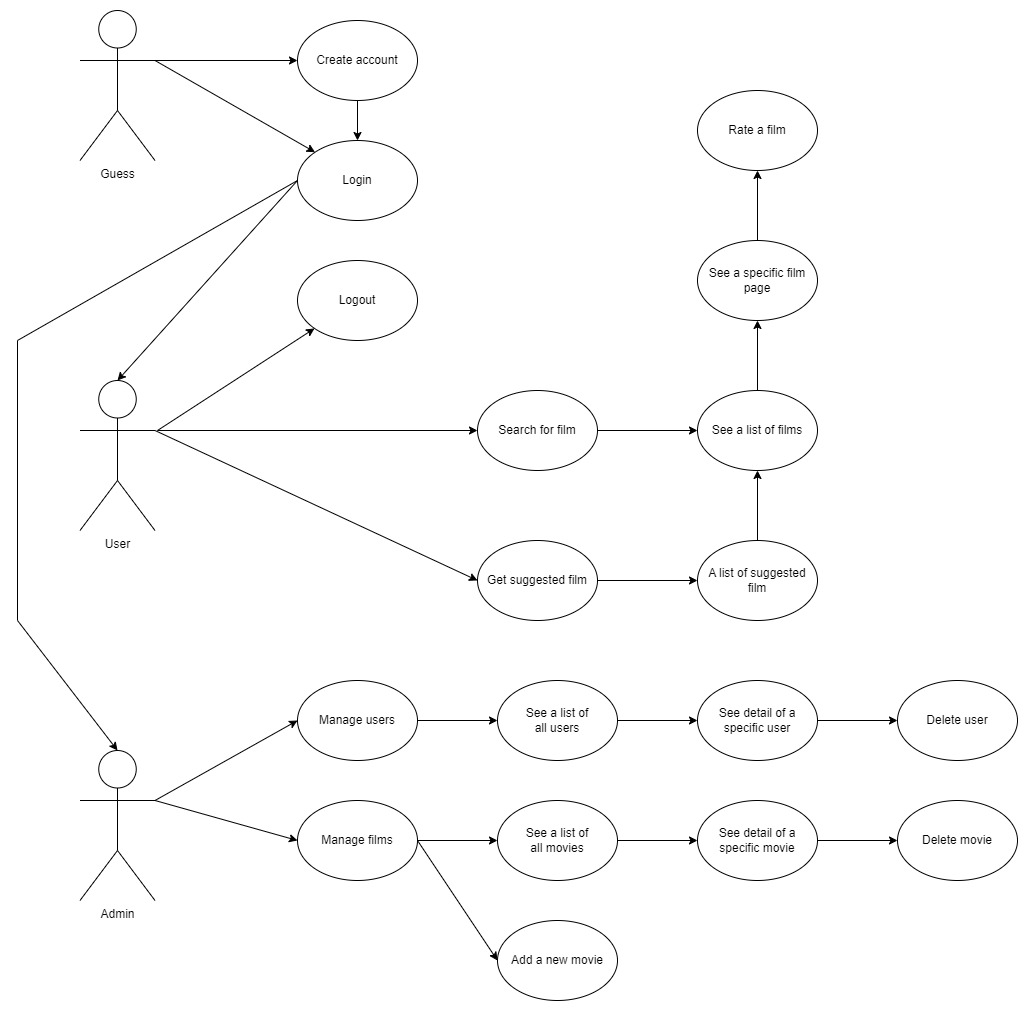 Create account
Guess
Login
Rate a film
Logout
See a specific film
page
User
Search for film
See a list of films
Get suggested film
A list of suggested
film
Admin
Manage users
See a list of
all users
See detail of a
specific user
Delete user
Manage films
See a list of
all movies
See detail of a
specific movie
Delete movie
Add a new movie